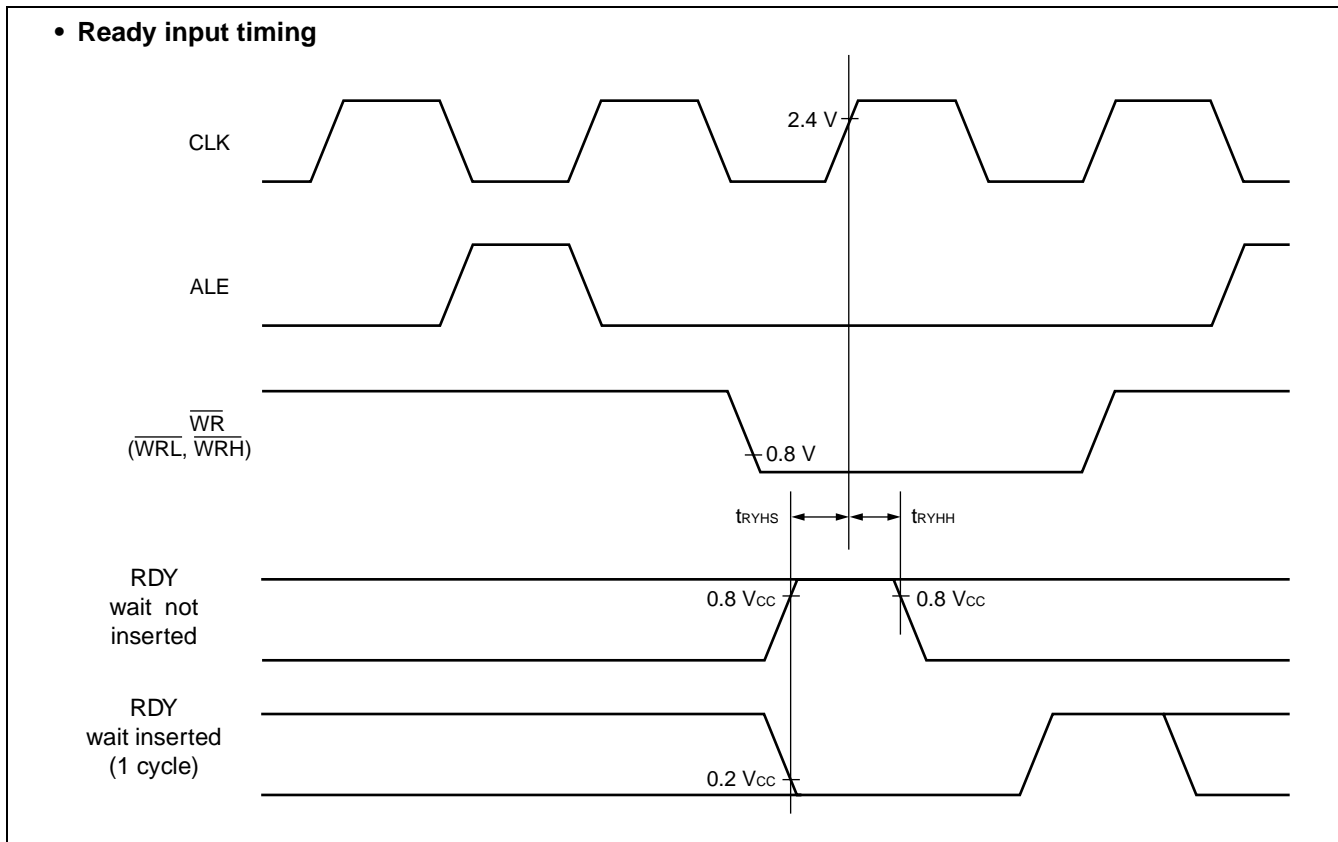 • Ready input timing
CLK
2.4 V
ALE
WR
(WRL, WRH)
0.8 V
tRYHS
tRYHH
RDY
wait not
inserted
0.8 VCC
0.8 VCC
RDY
wait inserted
(1 cycle)
0.2 VCC